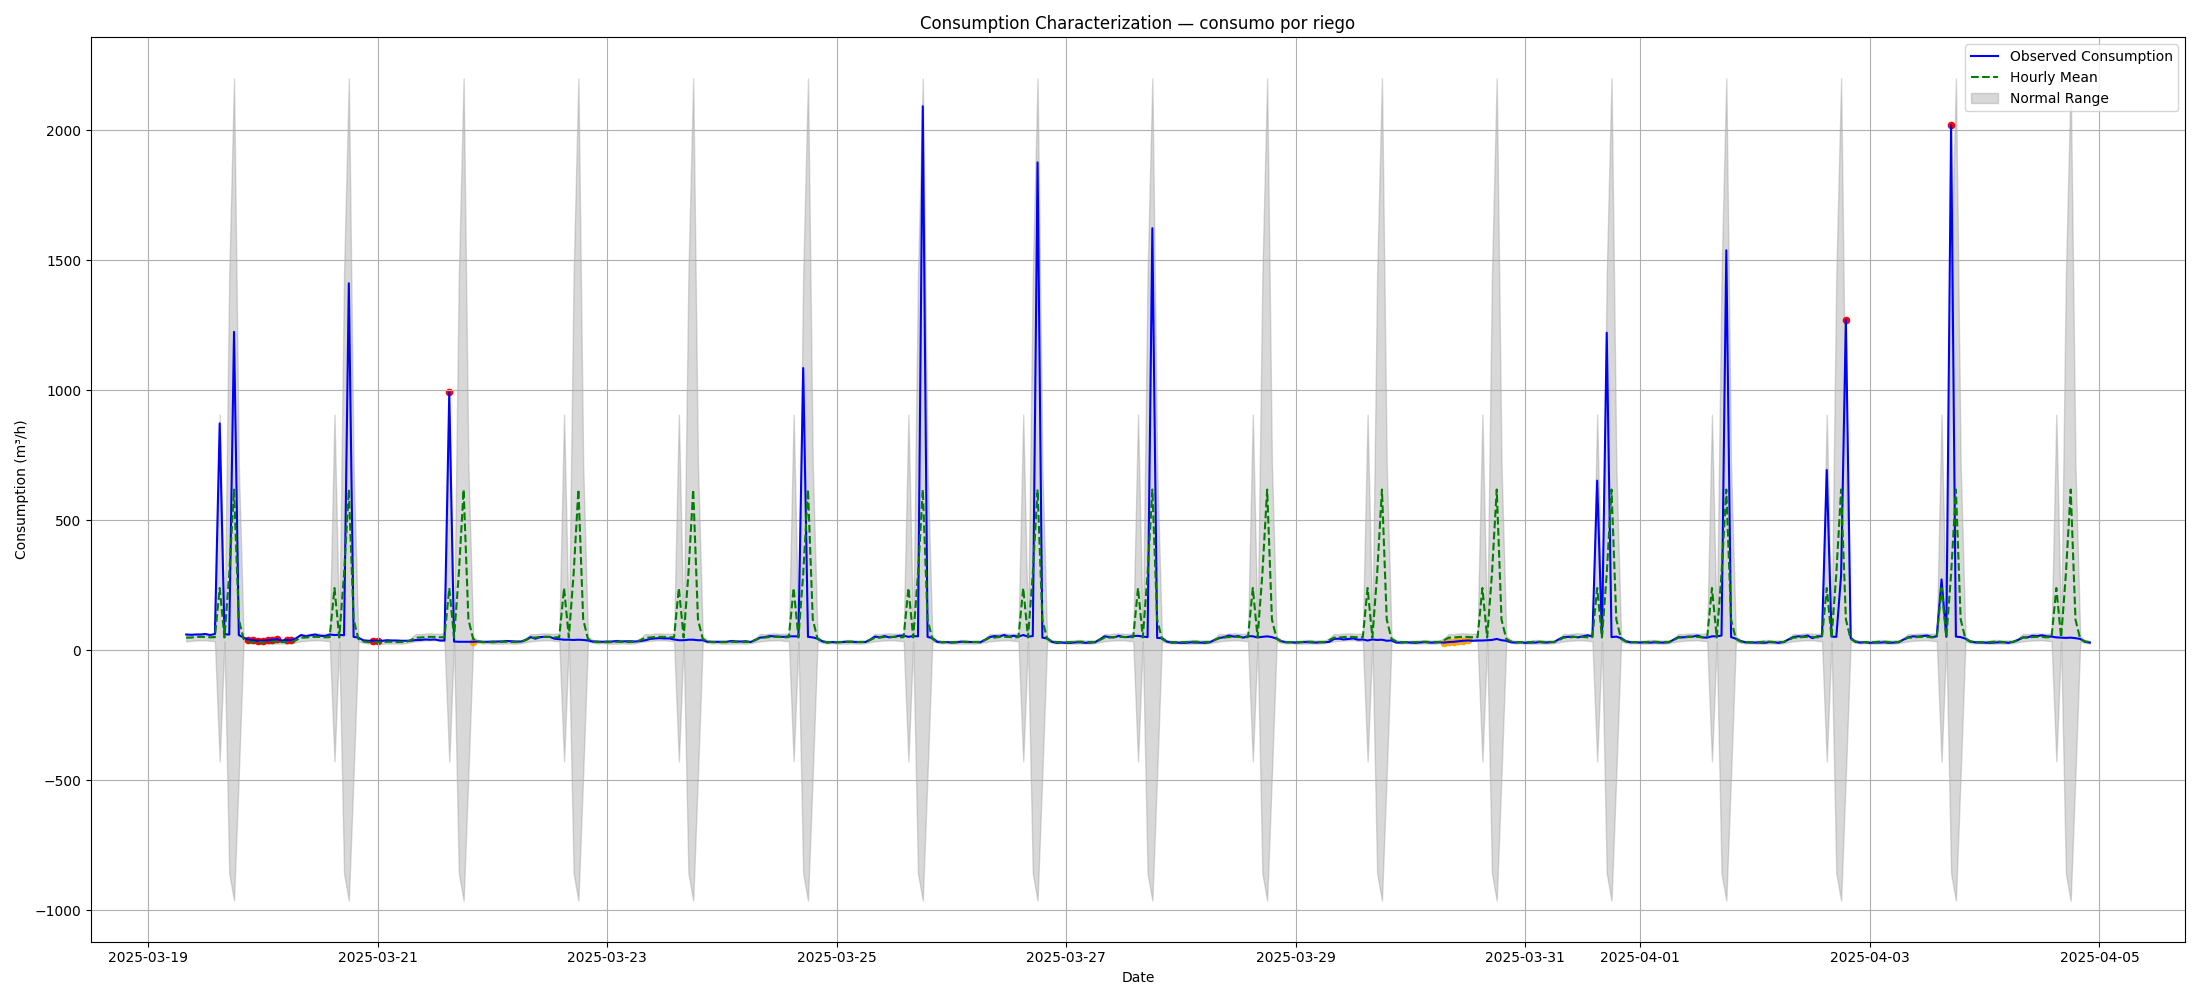 Consumption Characterization — consumo por riego
Observed Consumption
Hourly Mean
Normal Range
Consumption (m³/h)
2000
1500
1000
500
0
−500
−1000
2025-03-19
2025-03-21
2025-03-23
2025-03-25
2025-03-27
2025-03-29
2025-03-31
2025-04-01
2025-04-03
2025-04-05
Date